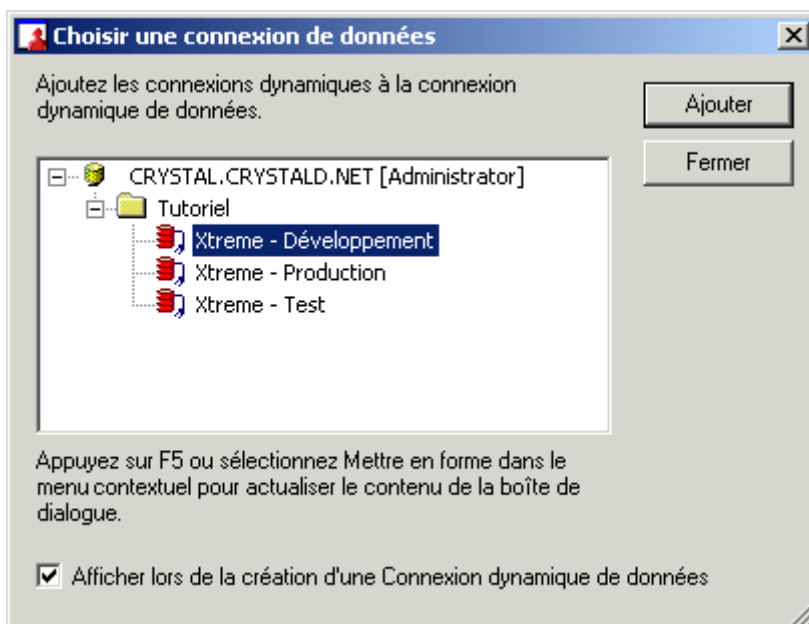 Choisir une connexion de données
Ajoutez les connexions dynamiques à la connexion
dynamique de données.
Ajouter
Fermer
CRYSTAL.CRYSTALD.NET [Administrator]
Tutoriel
Xtreme - Développement
Xtreme - Production
Xtreme - Test
Appuyez sur F5 ou sélectionnez Mettre en forme dans le
menu contextuel pour actualiser le contenu de la boîte de
dialogue.
Afficher lors de la création d'une Connexion dynamique de données